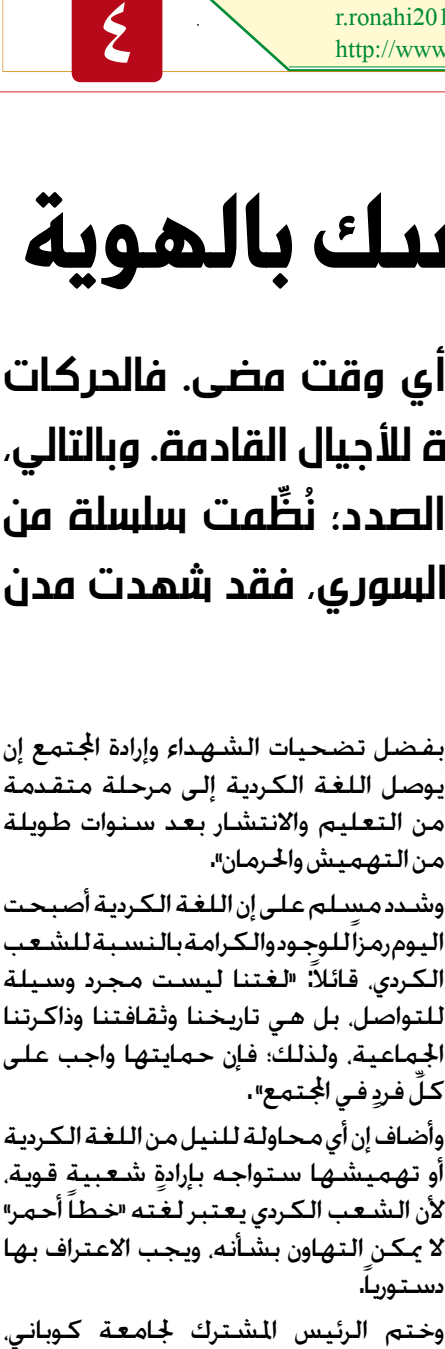 ٤
r.ronahi201
http://www
بالهوية
أي وقت مضى. فالحركات
ة للأجيال القادمة. وبالتالي،
الصدد؛ نُظِّمت سلسلة من
السوري، فقد شهدت مدن
بفضل تضحيات الشهداء وإرادة المجتمع إن
يوصل اللغة الكردية إلى مرحلة متقدمة
من التعليم والانتشار بعد سنوات طويلة
من التهميش والحرمان".
وشدد مسلم على إن اللغة الكردية أصبحت
اليوم رمزاً للوجود والكرامة بالنسبة للشعب
الكردي، قائلاً: "لغتنا ليست مجرد وسيلة
للتواصل، بل هي تاريخنا وثقافتنا وذاكرتنا
الجماعية، ولذلك؛ فإن حمايتها واجب على
كلِّ فردٍ في المجتمع".
وأضاف إن أي محاولة للنيل من اللغة الكردية
أو تهميشها ستواجه بإرادةٍ شعبيةٍ قوية،
لأن الشعب الكردي يعتبر لغته "خطاً أحمر"
لا يمكن التهاون بشأنه، ويجب الاعتراف بها
دستورياً.
وختم الرئيس المشترك لجامعة كوباني،